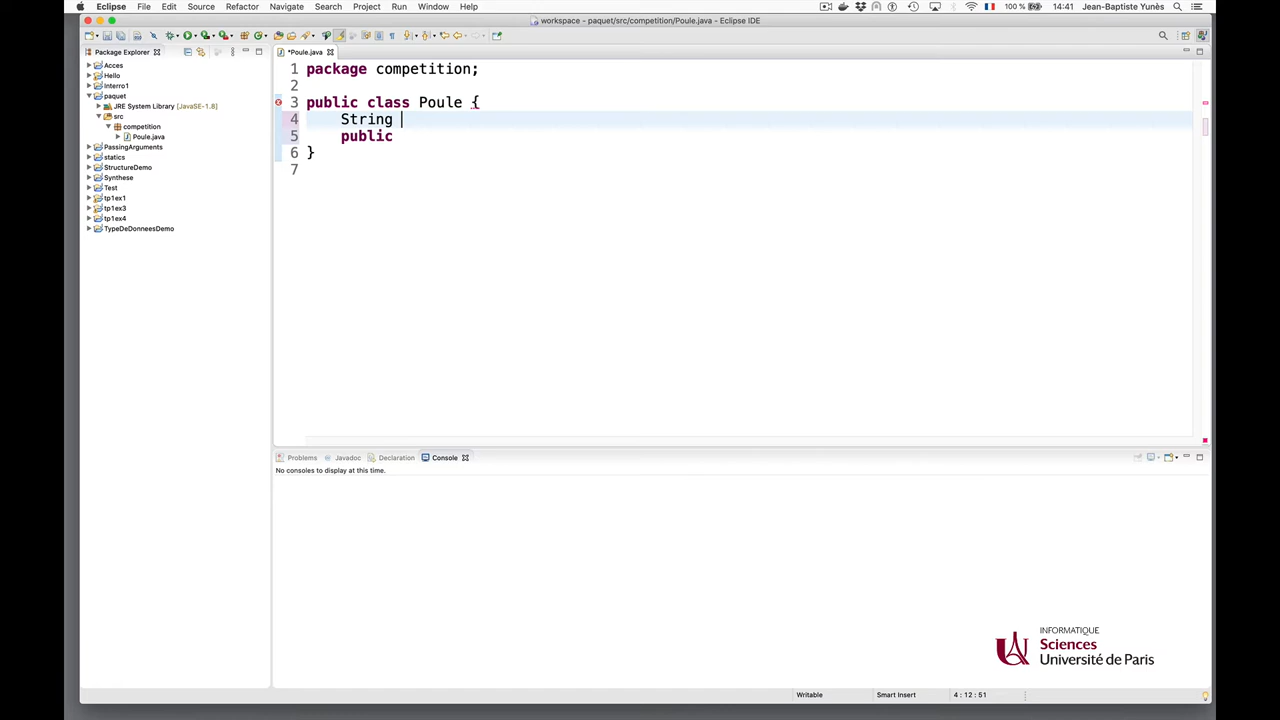 Eclipse File Edit Source Refactor Navigate Search Project Run Window Help 100 % 14:41 Jean-Baptiste Yunès
workspace - paquet/src/competition/Poule.java - Eclipse IDE
Package Explorer
Acces
Hello
Interro1
paquet
JRE System Library [JavaSE-1.8]
src
competition
Poule.java
PassingArguments
statics
StructureDemo
Synthese
Test
tp1ex1
tp1ex3
tp1ex4
TypeDeDonneesDemo
*Poule.java
1 package competition;
2
3 public class Poule {
4 String
5 public
6 }
7
Problems Javadoc Declaration Console
No consoles to display at this time.
INFORMATIQUE
Sciences
Université de Paris
Writable Smart Insert 4 : 12 : 51